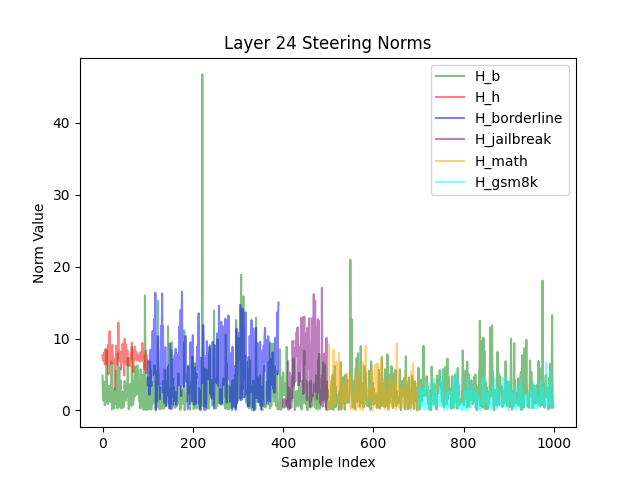 Layer 24 Steering Norms
H_b
H_h
H_borderline
H_jailbreak
H_math
H_gsm8k
Norm Value
40
30
20
10
0
0 200 400 600 800 1000
Sample Index